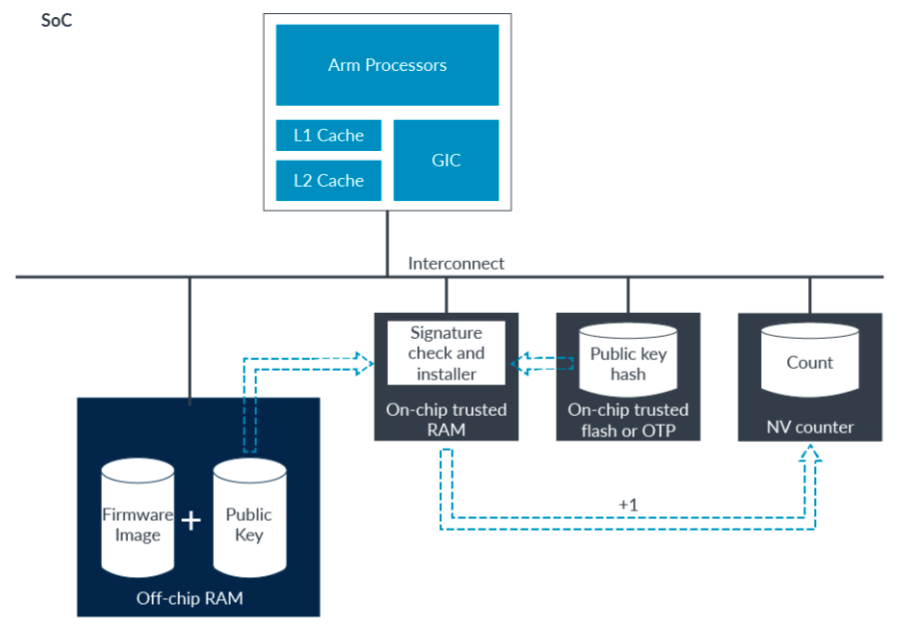 SoC
Arm Processors
L1 Cache
GIC
L2 Cache
Interconnect
Signature
check and
installer
On-chip trusted
RAM
Public key
hash
On-chip trusted
flash or OTP
Count
NV counter
Firmware
Image
+
Public
Key
Off-chip RAM
+1